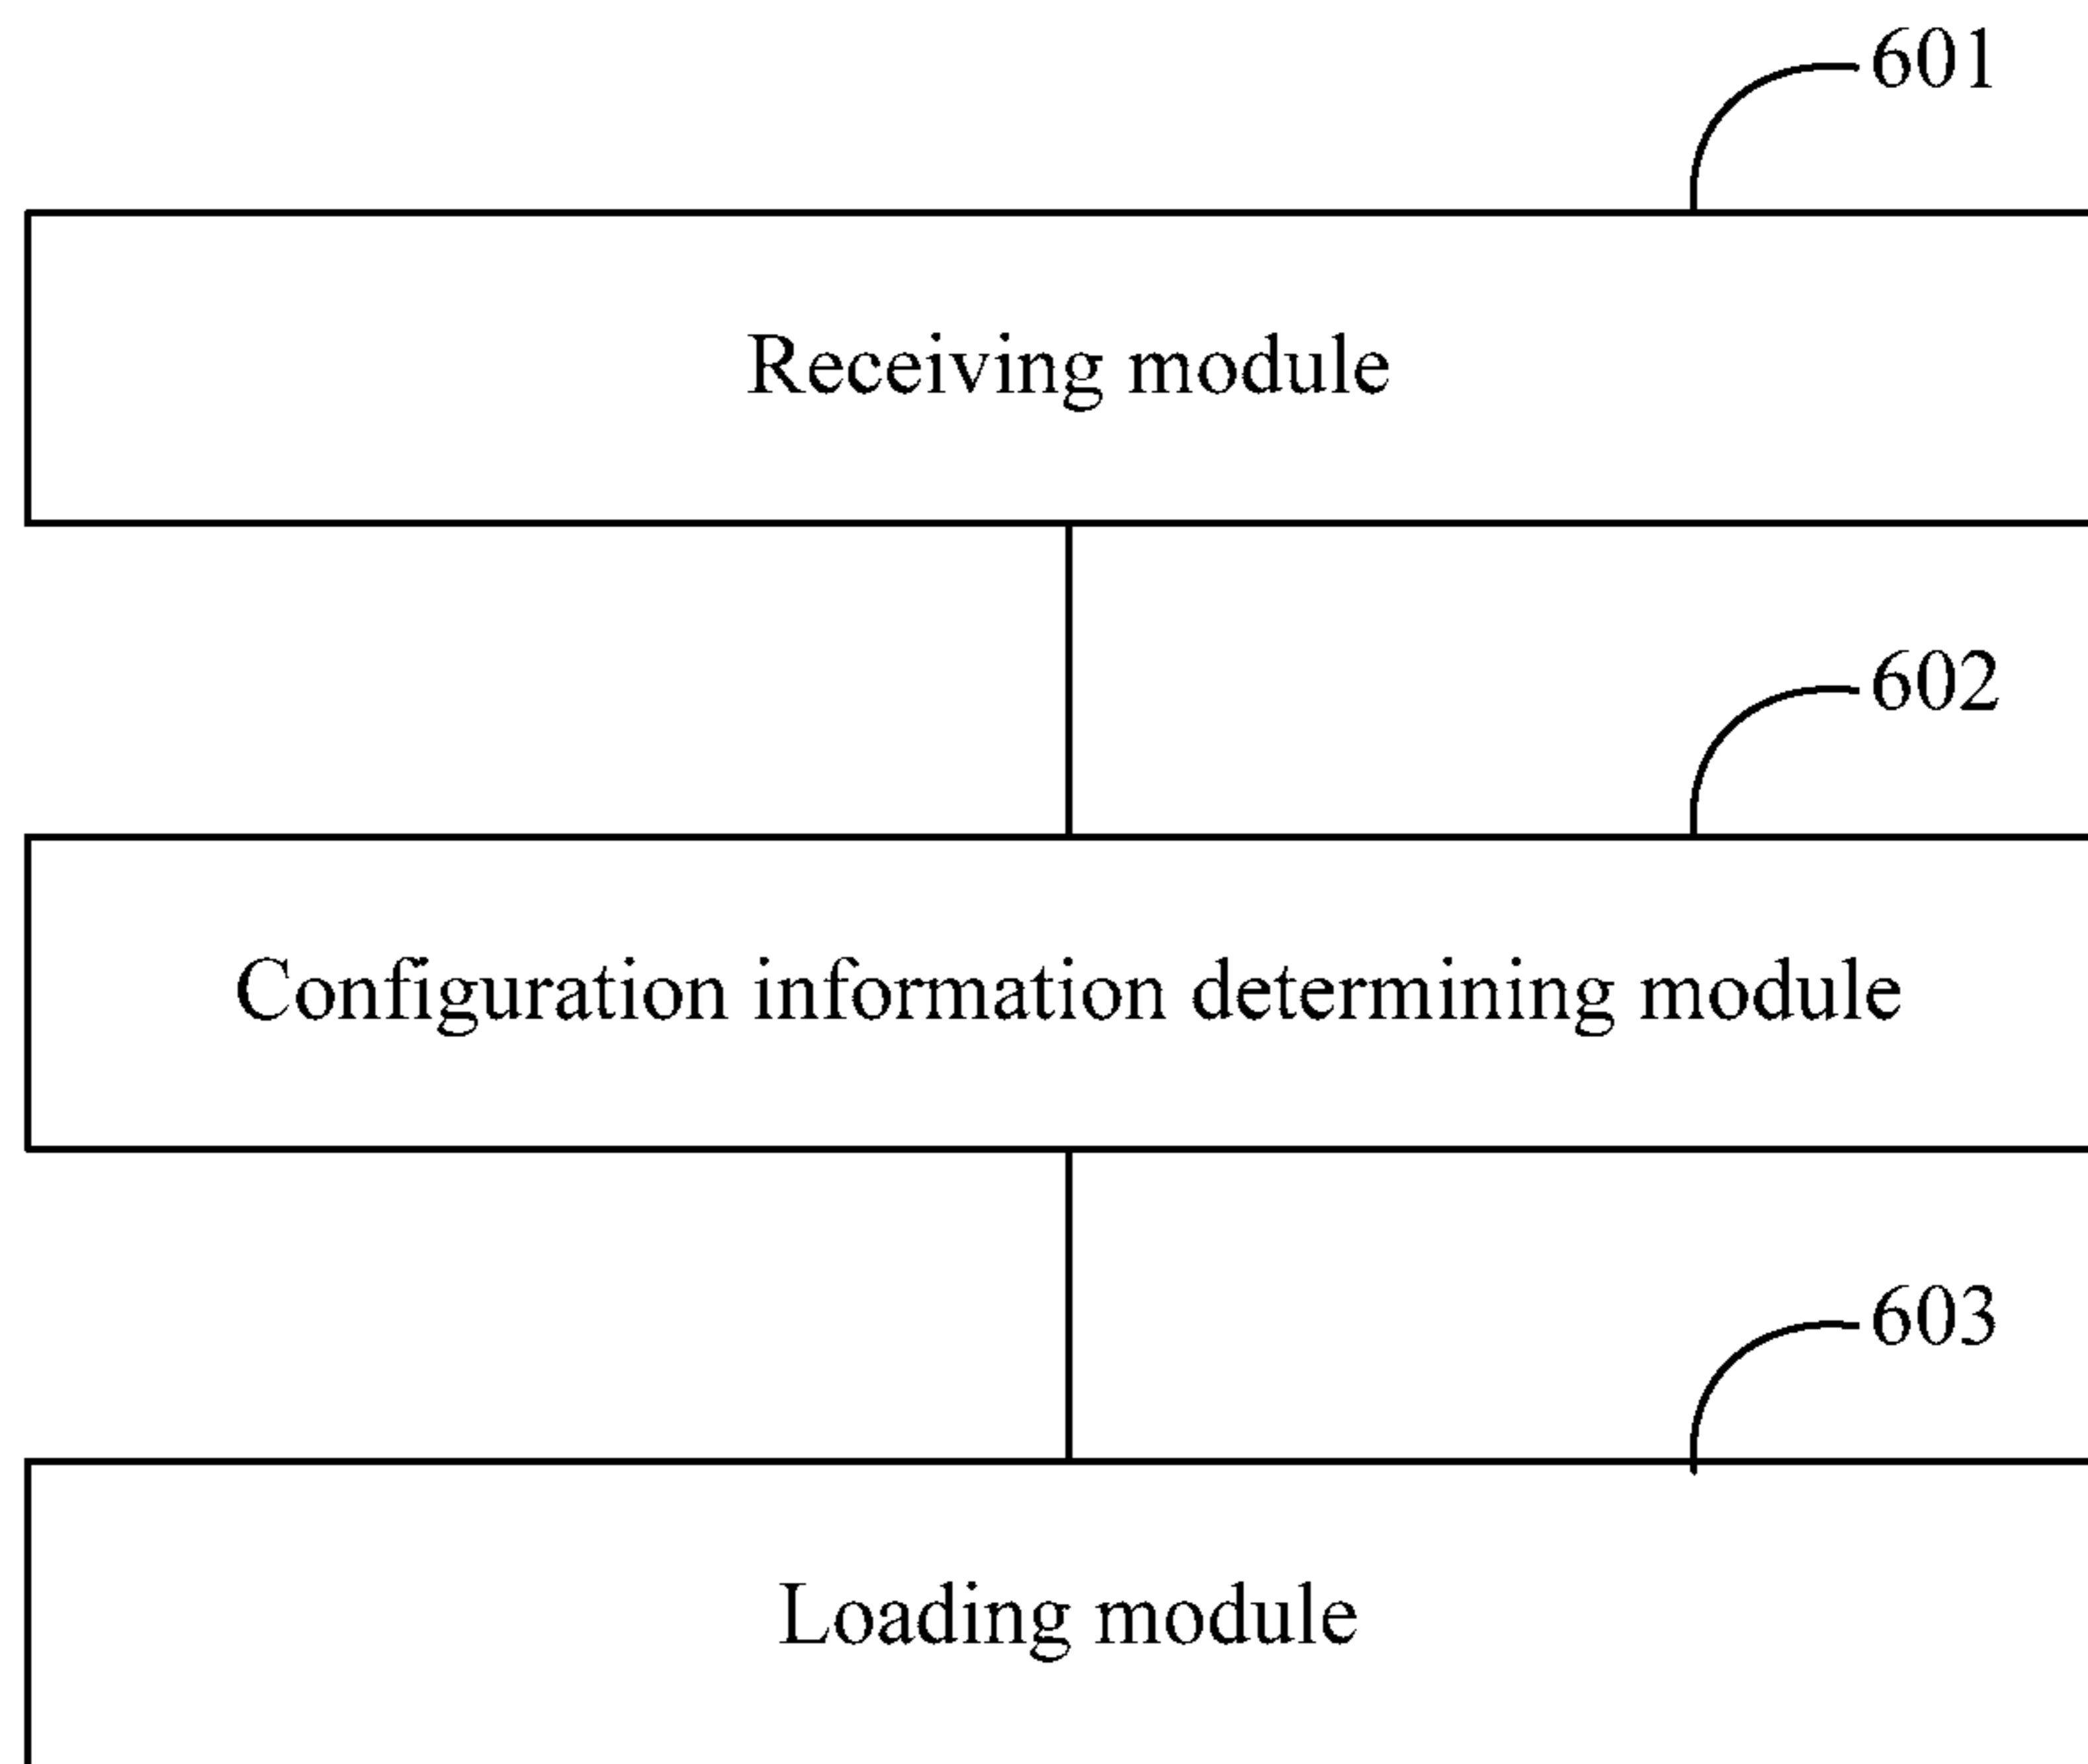 601
Receiving module
602
Configuration information determining module
603
Loading module